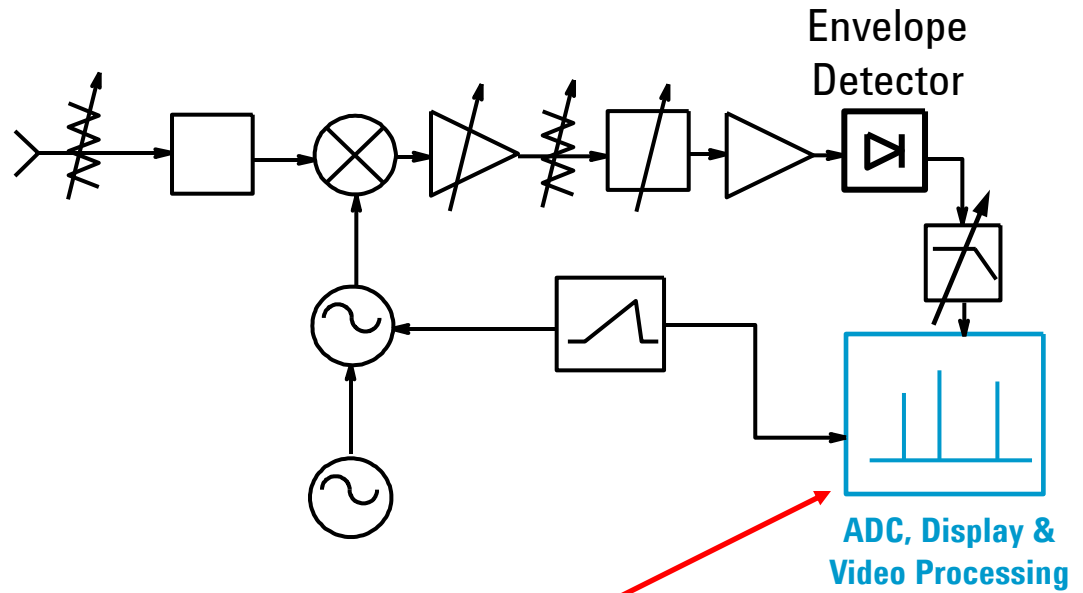 Envelope
Detector
ADC, Display &
Video Processing